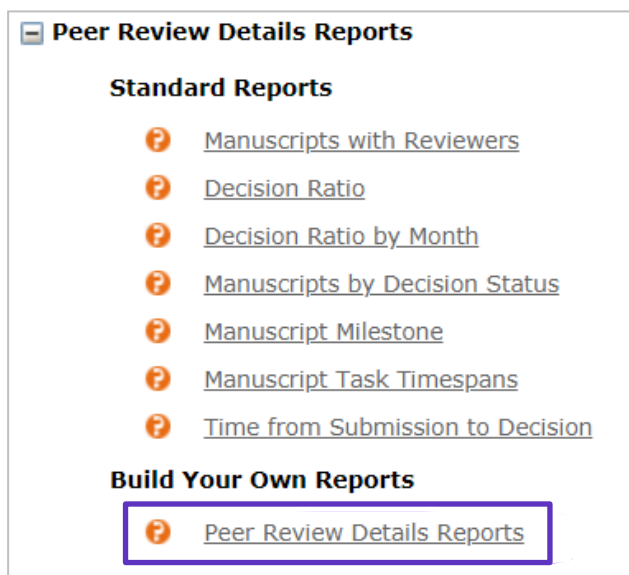 Peer Review Details Reports
Standard Reports
Manuscripts with Reviewers
Decision Ratio
Decision Ratio by Month
Manuscripts by Decision Status
Manuscript Milestone
Manuscript Task Timespans
Time from Submission to Decision
Build Your Own Reports
Peer Review Details Reports